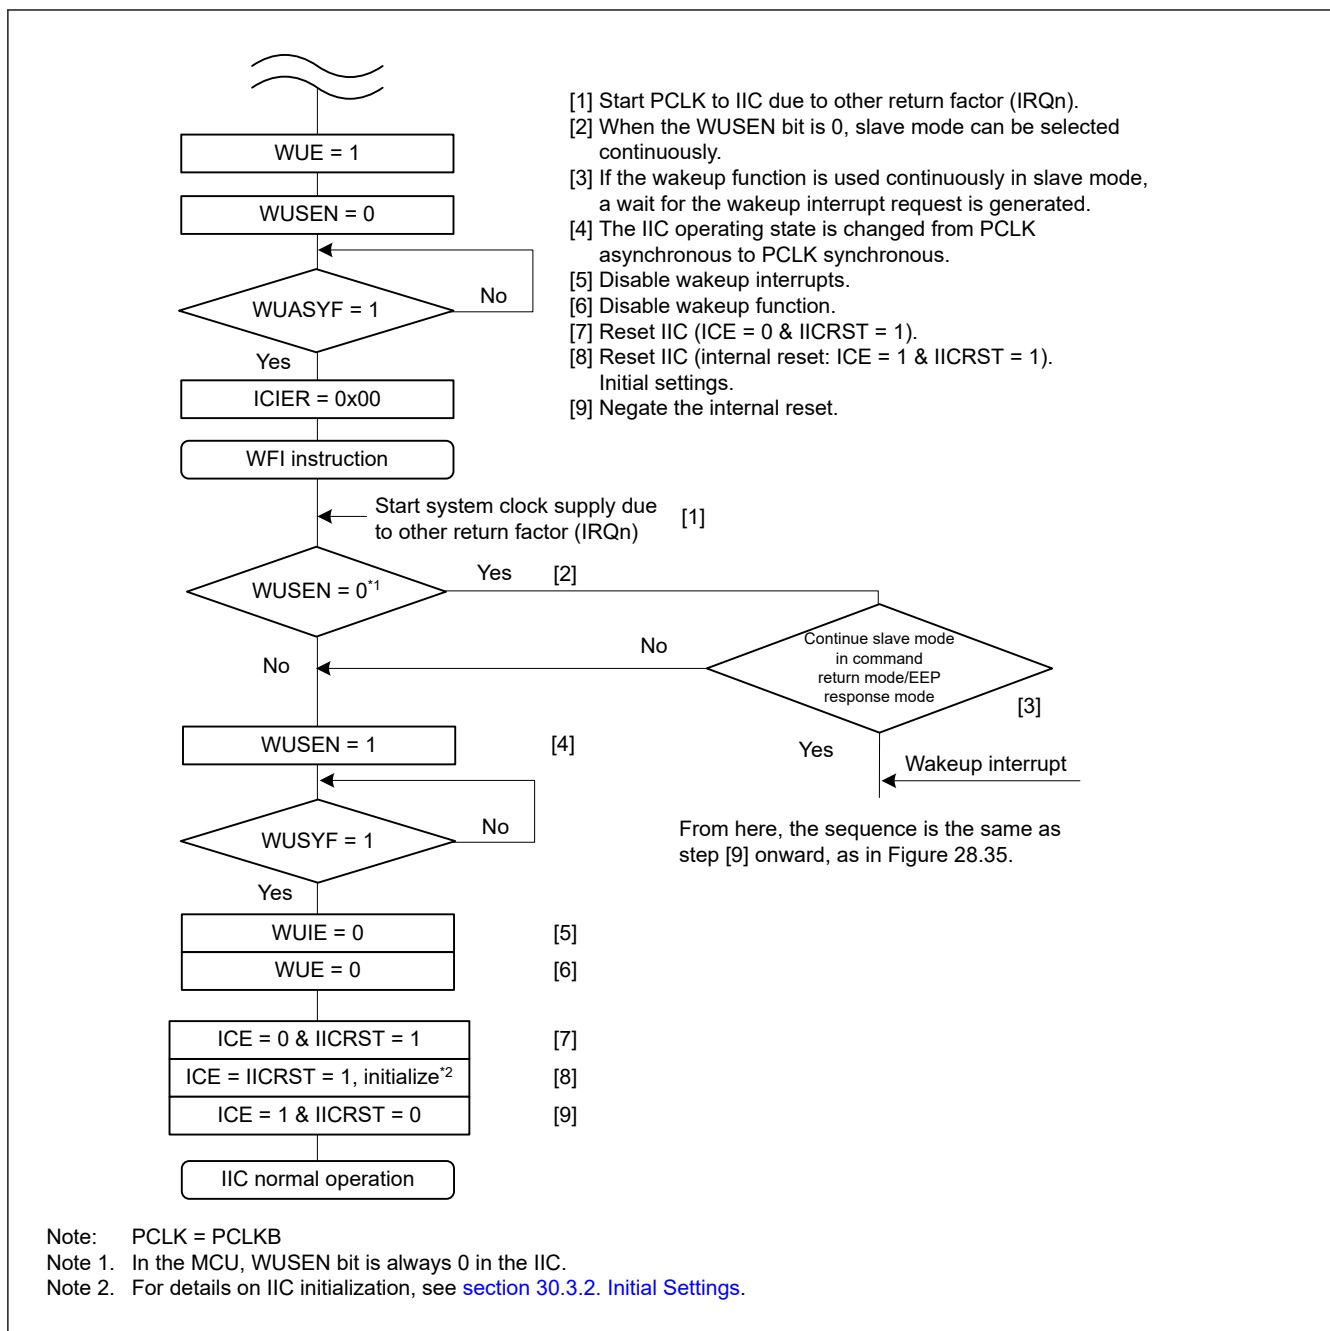 [1] Start PCLK to IIC due to other return factor (IRQn).
[2] When the WUSEN bit is 0, slave mode can be selected
continuously.
[3] If the wakeup function is used continuously in slave mode,
a wait for the wakeup interrupt request is generated.
[4] The IIC operating state is changed from PCLK
asynchronous to PCLK synchronous.
[5] Disable wakeup interrupts.
[6] Disable wakeup function.
[7] Reset IIC (ICE = 0 & IICRST = 1).
[8] Reset IIC (internal reset: ICE = 1 & IICRST = 1).
Initial settings.
[9] Negate the internal reset.
WUE = 1
WUSEN = 0
WUASYF = 1
No
Yes
ICIER = 0x00
WFI instruction
Start system clock supply due
to other return factor (IRQn)
[1]
WUSEN = 0*1
Yes
[2]
No
No
Continue slave mode
in command
return mode/EEP
response mode
[3]
Yes
Wakeup interrupt
From here, the sequence is the same as
step [9] onward, as in Figure 28.35.
WUSEN = 1
[4]
WUSYF = 1
No
Yes
WUIE = 0
[5]
WUE = 0
[6]
ICE = 0 & IICRST = 1
[7]
ICE = IICRST = 1, initialize*2
[8]
ICE = 1 & IICRST = 0
[9]
IIC normal operation
Note: PCLK = PCLKB
Note 1. In the MCU, WUSEN bit is always 0 in the IIC.
Note 2. For details on IIC initialization, see section 30.3.2. Initial Settings.